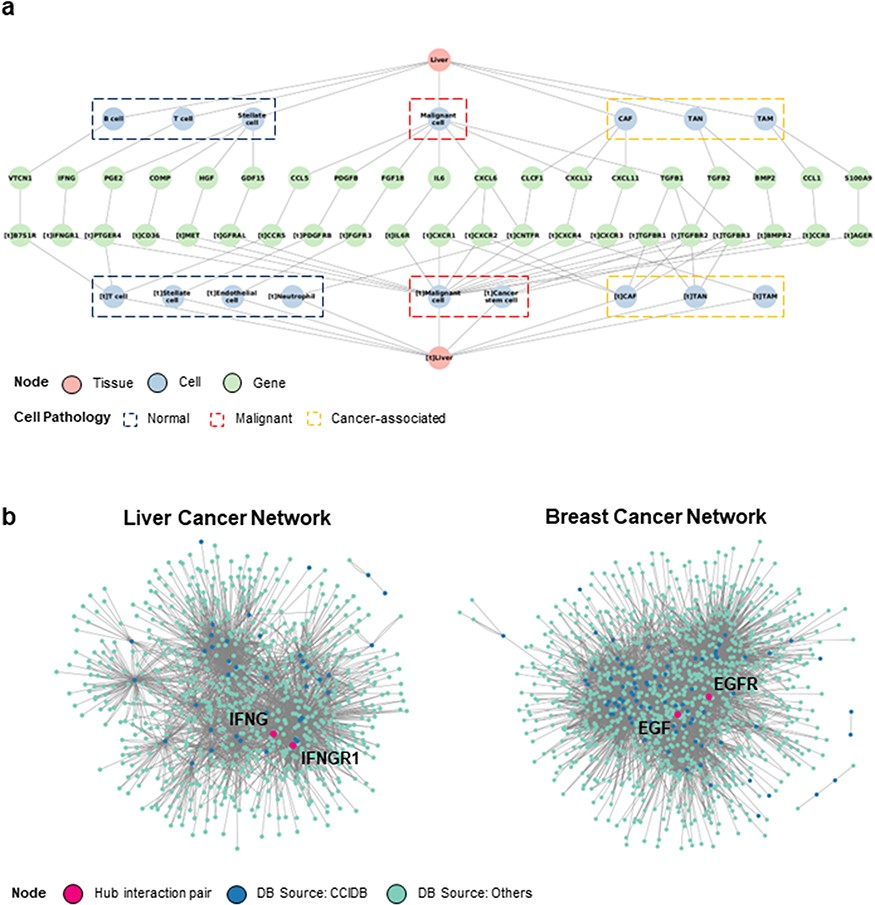 a
Liver
B cell T cell Stellate cell Malignant cell CAF TAN TAM
VTCN1 IFNG PGE2 COMP HGF GDF15 CCL5 PDGFB FGF18 IL6 CXCL6 CLCF1 CXCL12 CXCL11 TGFB1 TGFB2 BMP2 CCL1 S100A9
[t]B7S1R [t]IFNGR1 [t]PTGER4 [t]CD36 [t]MET [t]GFRAL [t]CCR5 [t]PDGFRB [t]FGFR3 [t]IL6R [t]CXCR1 [t]CXCR2 [t]CNTFR [t]CXCR4 [t]CXCR3 [t]TGFBR1 [t]TGFBR2 [t]TGFBR3 [t]BMPR2 [t]CCR8 [t]AGER
[t]T cell [t]Stellate cell [t]Endothelial cell [t]Neutrophil [t]Malignant cell [t]Cancer stem cell [t]CAF [t]TAN [t]TAM
[t]Liver
Node Tissue Cell Gene
Cell Pathology Normal Malignant Cancer-associated
b
Liver Cancer Network Breast Cancer Network
EGFR
IFNG
EGF
IFNGR1
Node Hub interaction pair DB Source: CCIDB DB Source: Others